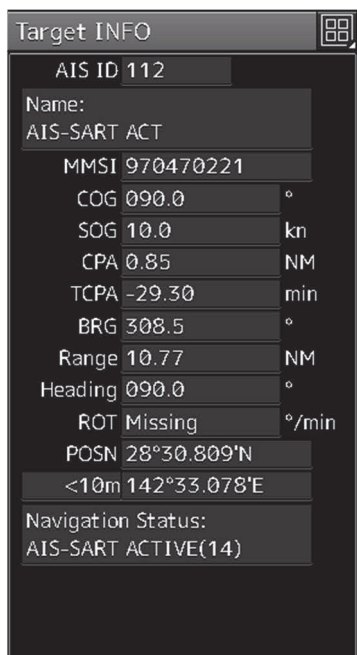 Target INFO
AIS ID 112
Name:
AIS-SART ACT
MMSI 970470221
COG 090.0 °
SOG 10.0 kn
CPA 0.85 NM
TCPA -29.30 min
BRG 308.5 °
Range 10.77 NM
Heading 090.0 °
ROT Missing °/min
POSN 28°30.809'N
<10m 142°33.078'E
Navigation Status:
AIS-SART ACTIVE(14)